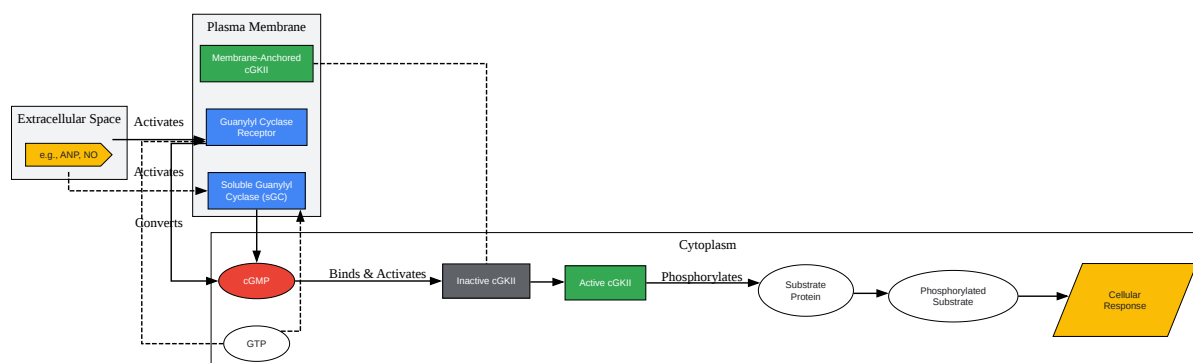 Plasma Membrane
Membrane-Anchored
cGKII
Extracellular Space
e.g., ANP, NO
Activates
Guanylyl Cyclase
Receptor
Activates
Soluble Guanylyl
Cyclase (sGC)
Converts
Cytoplasm
cGMP
Binds & Activates
Inactive cGKII
Active cGKII
Phosphorylates
Substrate
Protein
Phosphorylated
Substrate
Cellular
Response
GTP